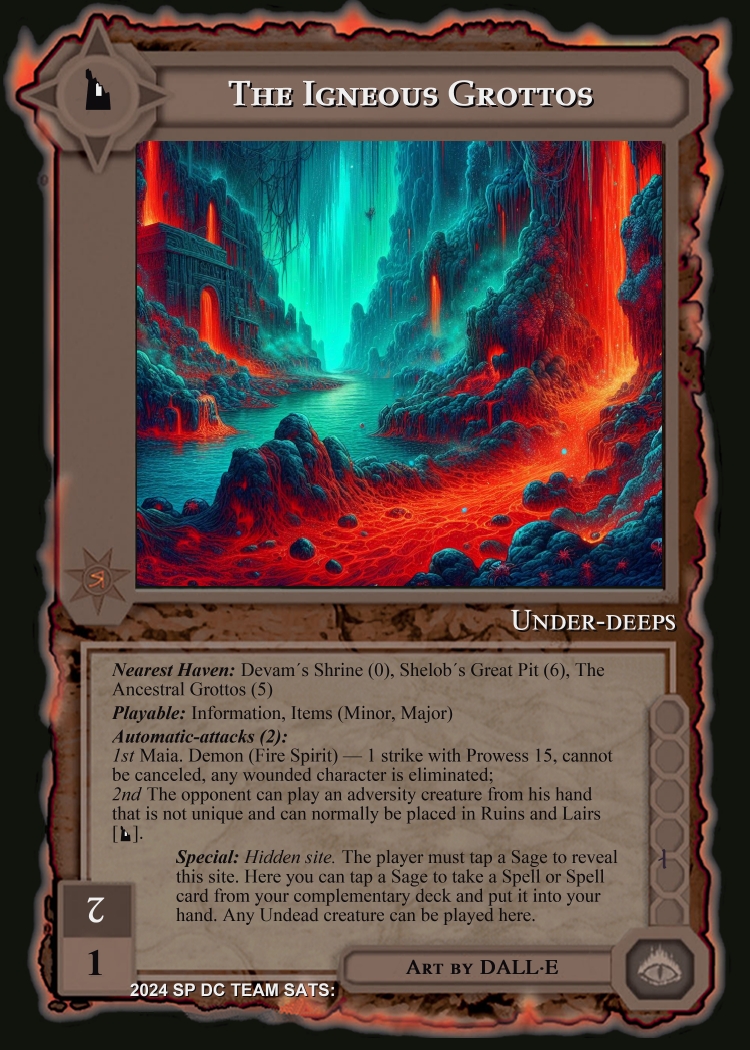 The Igneous Grottos
Under-deeps
Nearest Haven: Devam´s Shrine (0), Shelob´s Great Pit (6), The
Ancestral Grottos (5)
Playable: Information, Items (Minor, Major)
Automatic-attacks (2):
1st Maia. Demon (Fire Spirit) — 1 strike with Prowess 15, cannot
be canceled, any wounded character is eliminated;
2nd The opponent can play an adversity creature from his hand
that is not unique and can normally be placed in Ruins and Lairs
[ ].
Special: Hidden site. The player must tap a Sage to reveal
this site. Here you can tap a Sage to take a Spell or Spell
card from your complementary deck and put it into your
hand. Any Undead creature can be played here.
2
1
Art by DALL·E
2024 SP DC TEAM SATS: